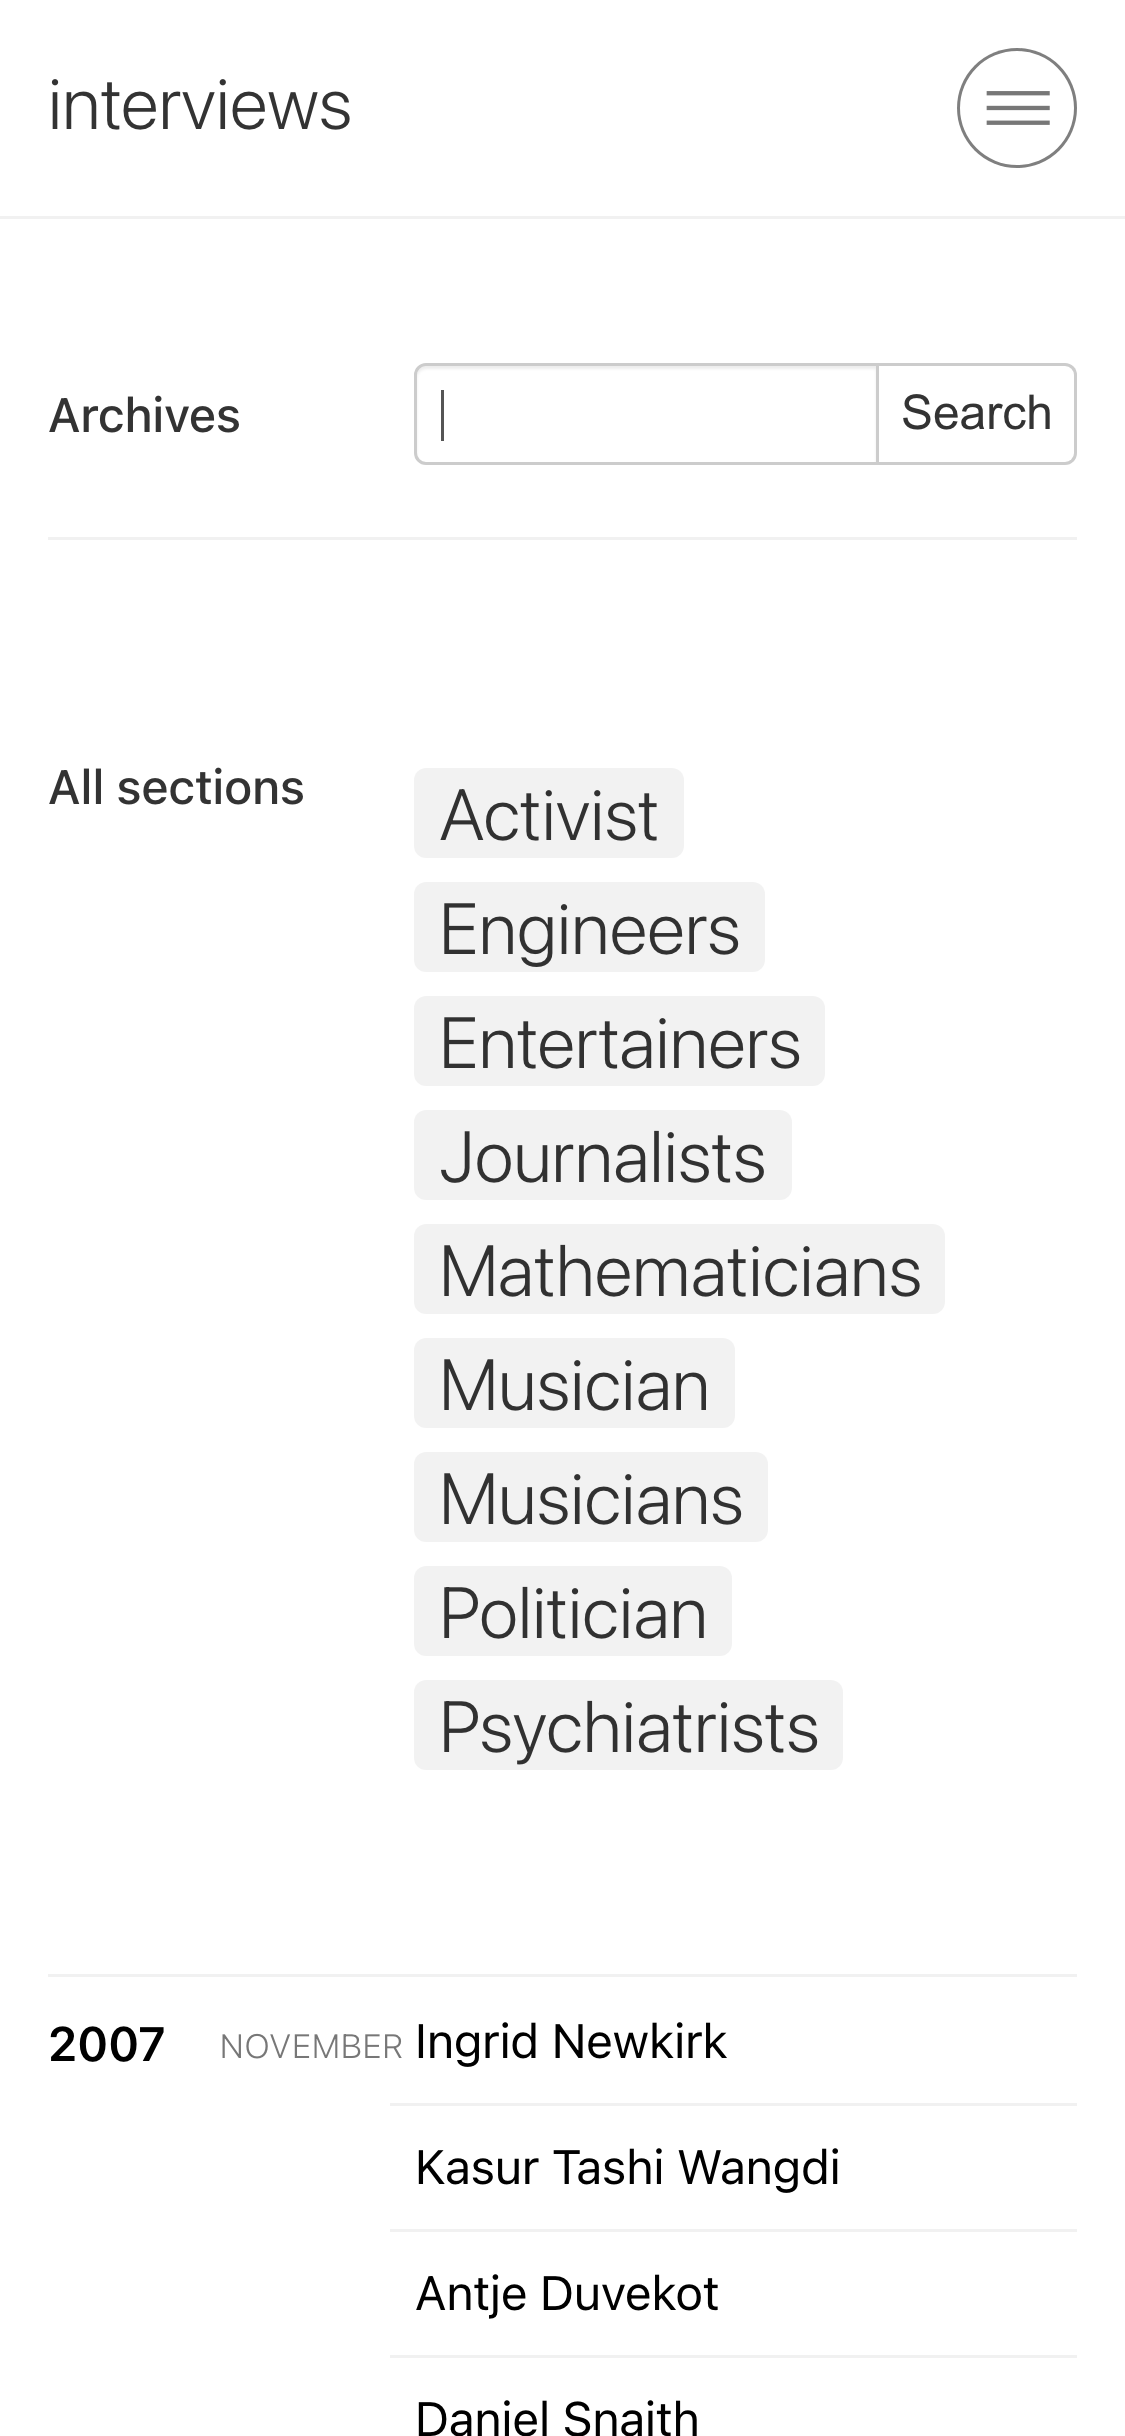 interviews
Archives
Search
All sections
Activist
Engineers
Entertainers
Journalists
Mathematicians
Musician
Musicians
Politician
Psychiatrists
2007 NOVEMBER Ingrid Newkirk
Kasur Tashi Wangdi
Antje Duvekot
Daniel Snaith